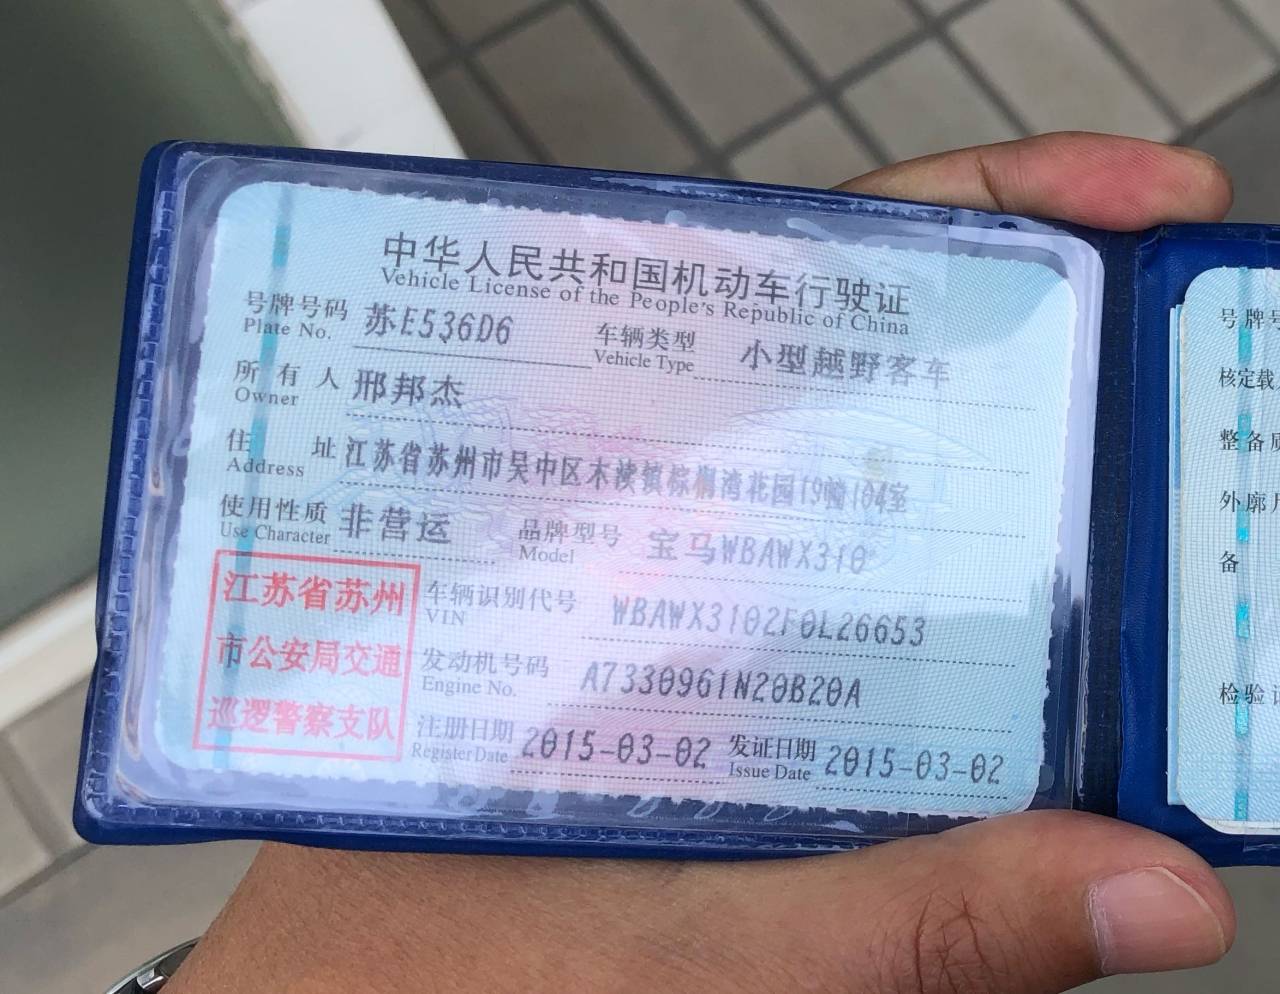 中华人民共和国机动车行驶证
Vehicle License of the People's Republic of China
号牌号码 苏E536D6 车辆类型 小型越野客车
Plate No. Vehicle Type
所有人 邢邦杰
Owner
住址 江苏省苏州市吴中区木渎镇棕榈湾花园19幢104室
Address
使用性质 非营运 品牌型号 宝马WBAWX310
Use Character Model
江苏省苏州
市公安局交通
巡逻警察支队
车辆识别代号 WBAWX3102F0L26653
VIN
发动机号码 A7330961N20B20A
Engine No.
注册日期 2015-03-02 发证日期 2015-03-02
Register Date Issue Date
号牌号
核定载
整备质
外廓
备
检验